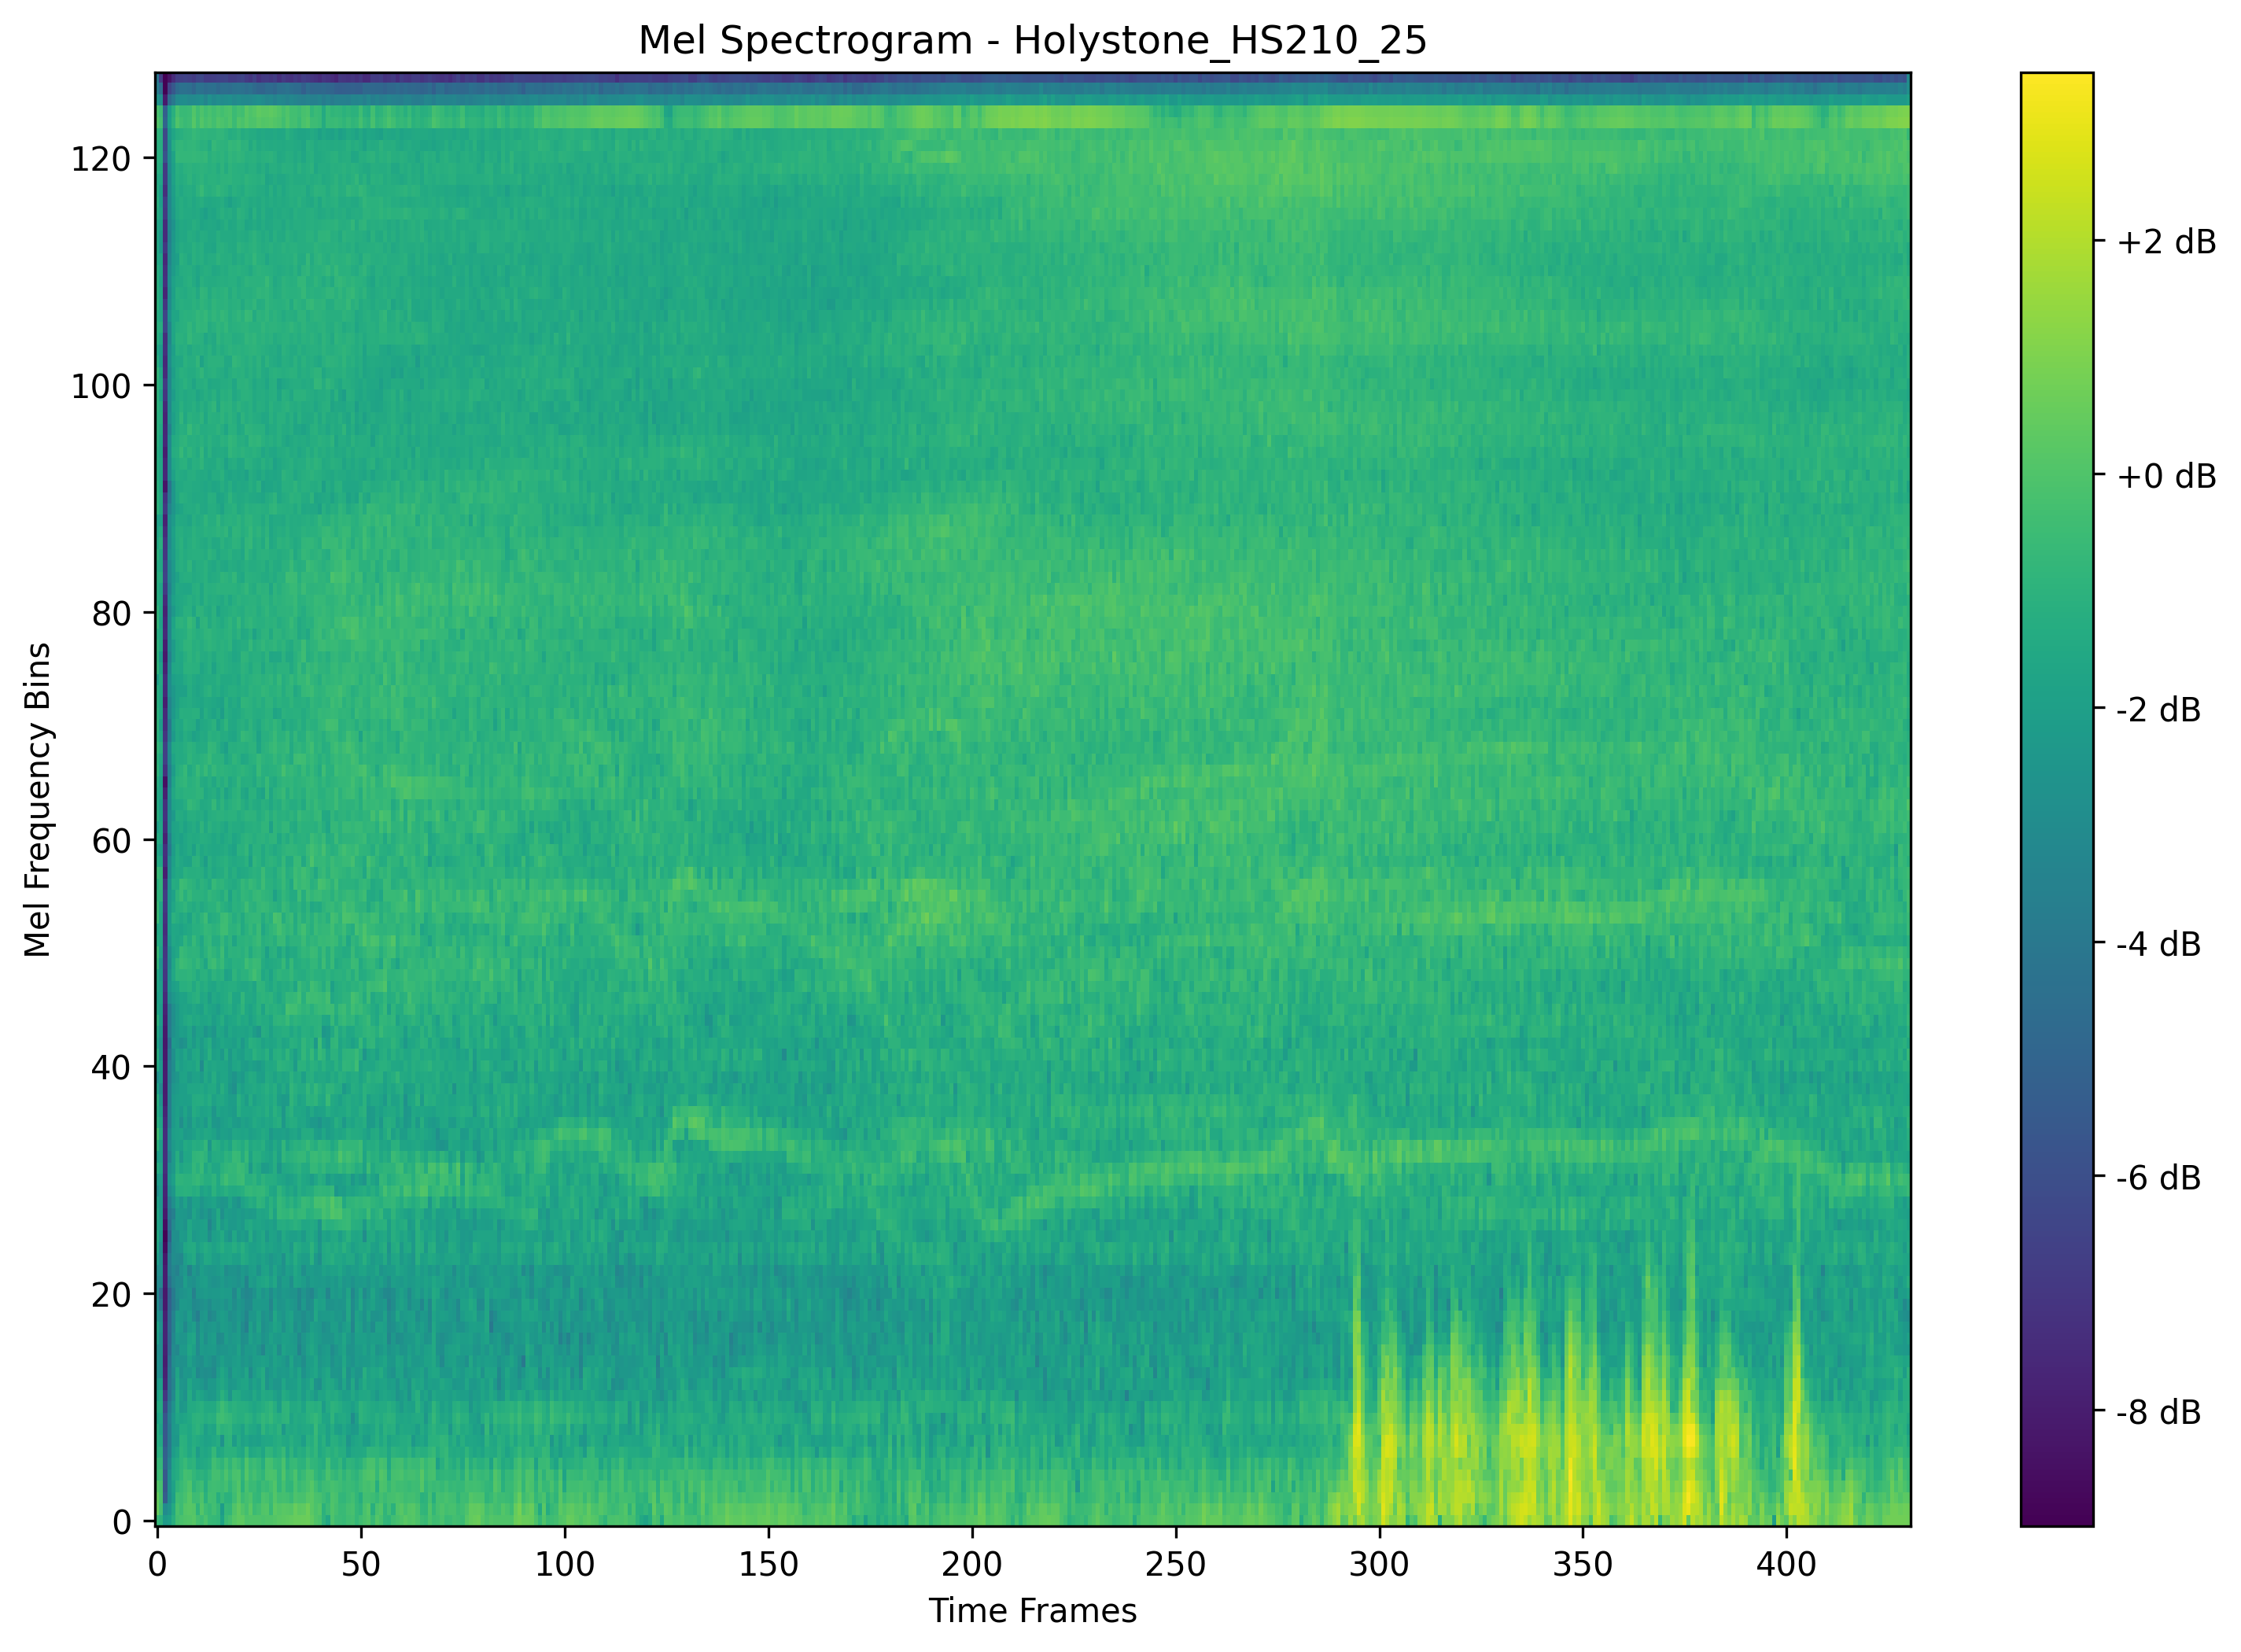 Mel Spectrogram - Holystone_HS210_25
Mel Frequency Bins
120
100
80
60
40
20
0
0 50 100 150 200 250 300 350 400
Time Frames
+2 dB
+0 dB
-2 dB
-4 dB
-6 dB
-8 dB